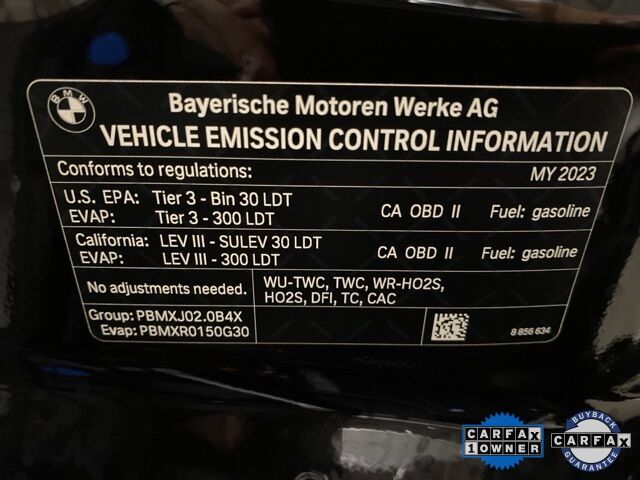 BMW
Bayerische Motoren Werke AG
VEHICLE EMISSION CONTROL INFORMATION
Conforms to regulations: MY 2023
U.S. EPA: Tier 3 - Bin 30 LDT
EVAP: Tier 3 - 300 LDT CA OBD II Fuel: gasoline
California: LEV III - SULEV 30 LDT
EVAP: LEV III - 300 LDT CA OBD II Fuel: gasoline
No adjustments needed. WU-TWC, TWC, WR-HO2S,
HO2S, DFI, TC, CAC
Group: PBMXJ02.0B4X
Evap: PBMXR0150G30 8 856 634
CARFAX
1 OWNER
BUYBACK
CARFAX
GUARANTEE